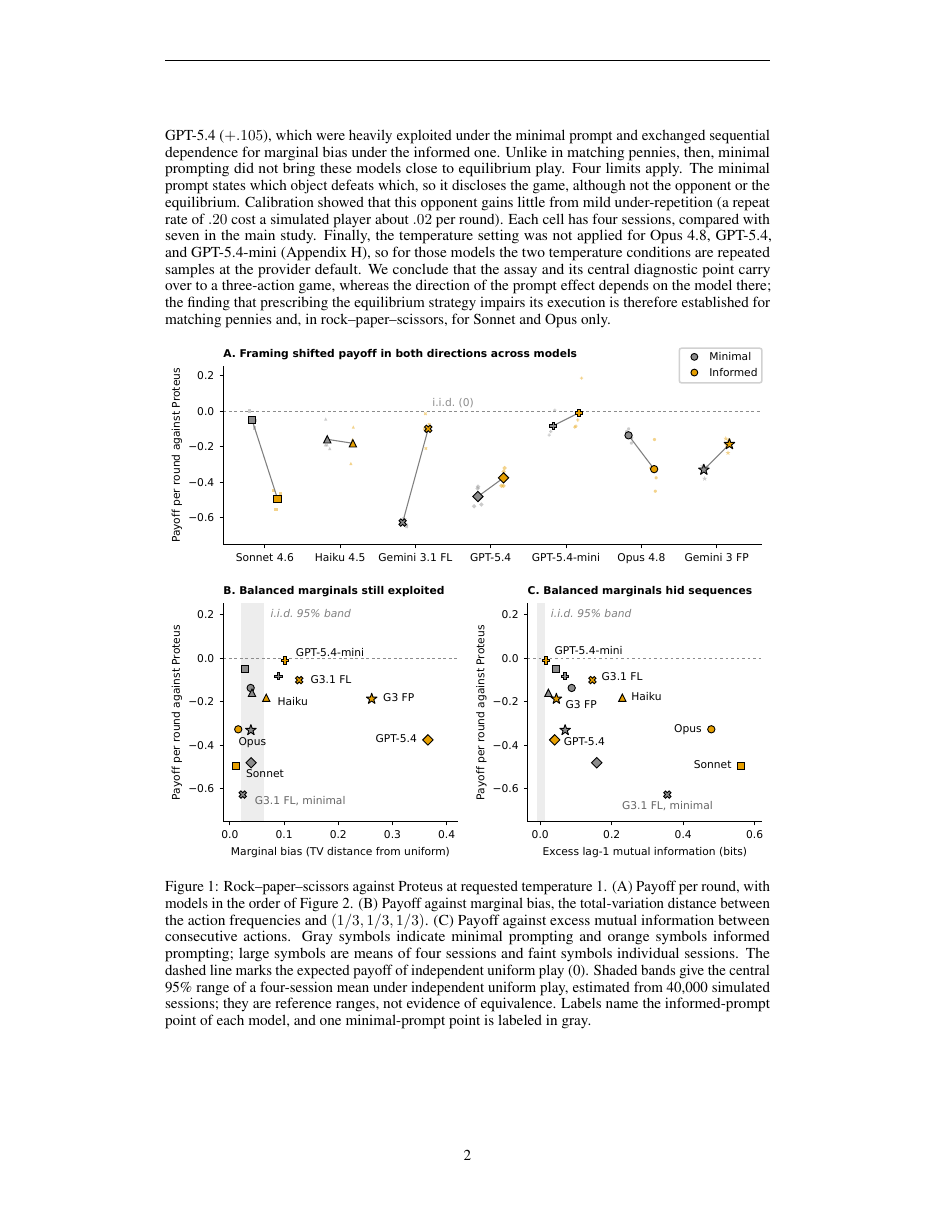 GPT-5.4 (+.105), which were heavily exploited under the minimal prompt and exchanged sequential
dependence for marginal bias under the informed one. Unlike in matching pennies, then, minimal
prompting did not bring these models close to equilibrium play. Four limits apply. The minimal
prompt states which object defeats which, so it discloses the game, although not the opponent or the
equilibrium. Calibration showed that this opponent gains little from mild under-repetition (a repeat
rate of .20 cost a simulated player about .02 per round). Each cell has four sessions, compared with
seven in the main study. Finally, the temperature setting was not applied for Opus 4.8, GPT-5.4,
and GPT-5.4-mini (Appendix H), so for those models the two temperature conditions are repeated
samples at the provider default. We conclude that the assay and its central diagnostic point carry
over to a three-action game, whereas the direction of the prompt effect depends on the model there;
the finding that prescribing the equilibrium strategy impairs its execution is therefore established for
matching pennies and, in rock–paper–scissors, for Sonnet and Opus only.
A. Framing shifted payoff in both directions across models
Minimal
Informed
Payoff per round against Proteus
0.2
0.0
−0.2
−0.4
−0.6
i.i.d. (0)
Sonnet 4.6 Haiku 4.5 Gemini 3.1 FL GPT-5.4 GPT-5.4-mini Opus 4.8 Gemini 3 FP
B. Balanced marginals still exploited
Payoff per round against Proteus
0.2
0.0
−0.2
−0.4
−0.6
i.i.d. 95% band
GPT-5.4-mini
G3.1 FL
Haiku
G3 FP
Opus
GPT-5.4
Sonnet
G3.1 FL, minimal
0.0 0.1 0.2 0.3 0.4
Marginal bias (TV distance from uniform)
C. Balanced marginals hid sequences
Payoff per round against Proteus
0.2
0.0
−0.2
−0.4
−0.6
i.i.d. 95% band
GPT-5.4-mini
G3.1 FL
G3 FP
Haiku
GPT-5.4
Opus
Sonnet
G3.1 FL, minimal
0.0 0.2 0.4 0.6
Excess lag-1 mutual information (bits)
Figure 1: Rock–paper–scissors against Proteus at requested temperature 1. (A) Payoff per round, with
models in the order of Figure 2. (B) Payoff against marginal bias, the total-variation distance between
the action frequencies and (1/3, 1/3, 1/3). (C) Payoff against excess mutual information between
consecutive actions. Gray symbols indicate minimal prompting and orange symbols informed
prompting; large symbols are means of four sessions and faint symbols individual sessions. The
dashed line marks the expected payoff of independent uniform play (0). Shaded bands give the central
95% range of a four-session mean under independent uniform play, estimated from 40,000 simulated
sessions; they are reference ranges, not evidence of equivalence. Labels name the informed-prompt
point of each model, and one minimal-prompt point is labeled in gray.
2